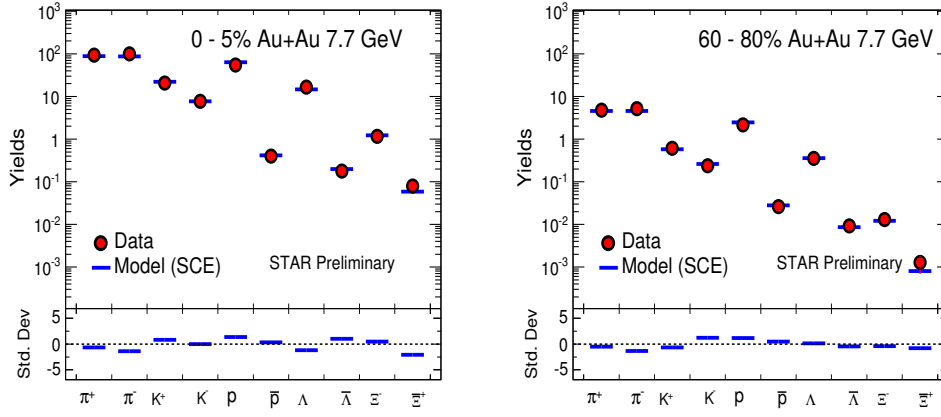 0 - 5% Au+Au 7.7 GeV
Yields
10²
10
1
10⁻¹
10⁻²
10⁻³
Data
Model (SCE)
STAR Preliminary
Std. Dev
5
0
-5
π⁺ π⁻ K⁺ K⁻ p p̅ Λ Λ̅ Ξ⁻ Ξ̅⁺
60 - 80% Au+Au 7.7 GeV
Yields
10²
10
1
10⁻¹
10⁻²
10⁻³
Data
Model (SCE)
STAR Preliminary
Std. Dev
5
0
-5
π⁺ π⁻ K⁺ K⁻ p p̅ Λ Λ̅ Ξ⁻ Ξ̅⁺